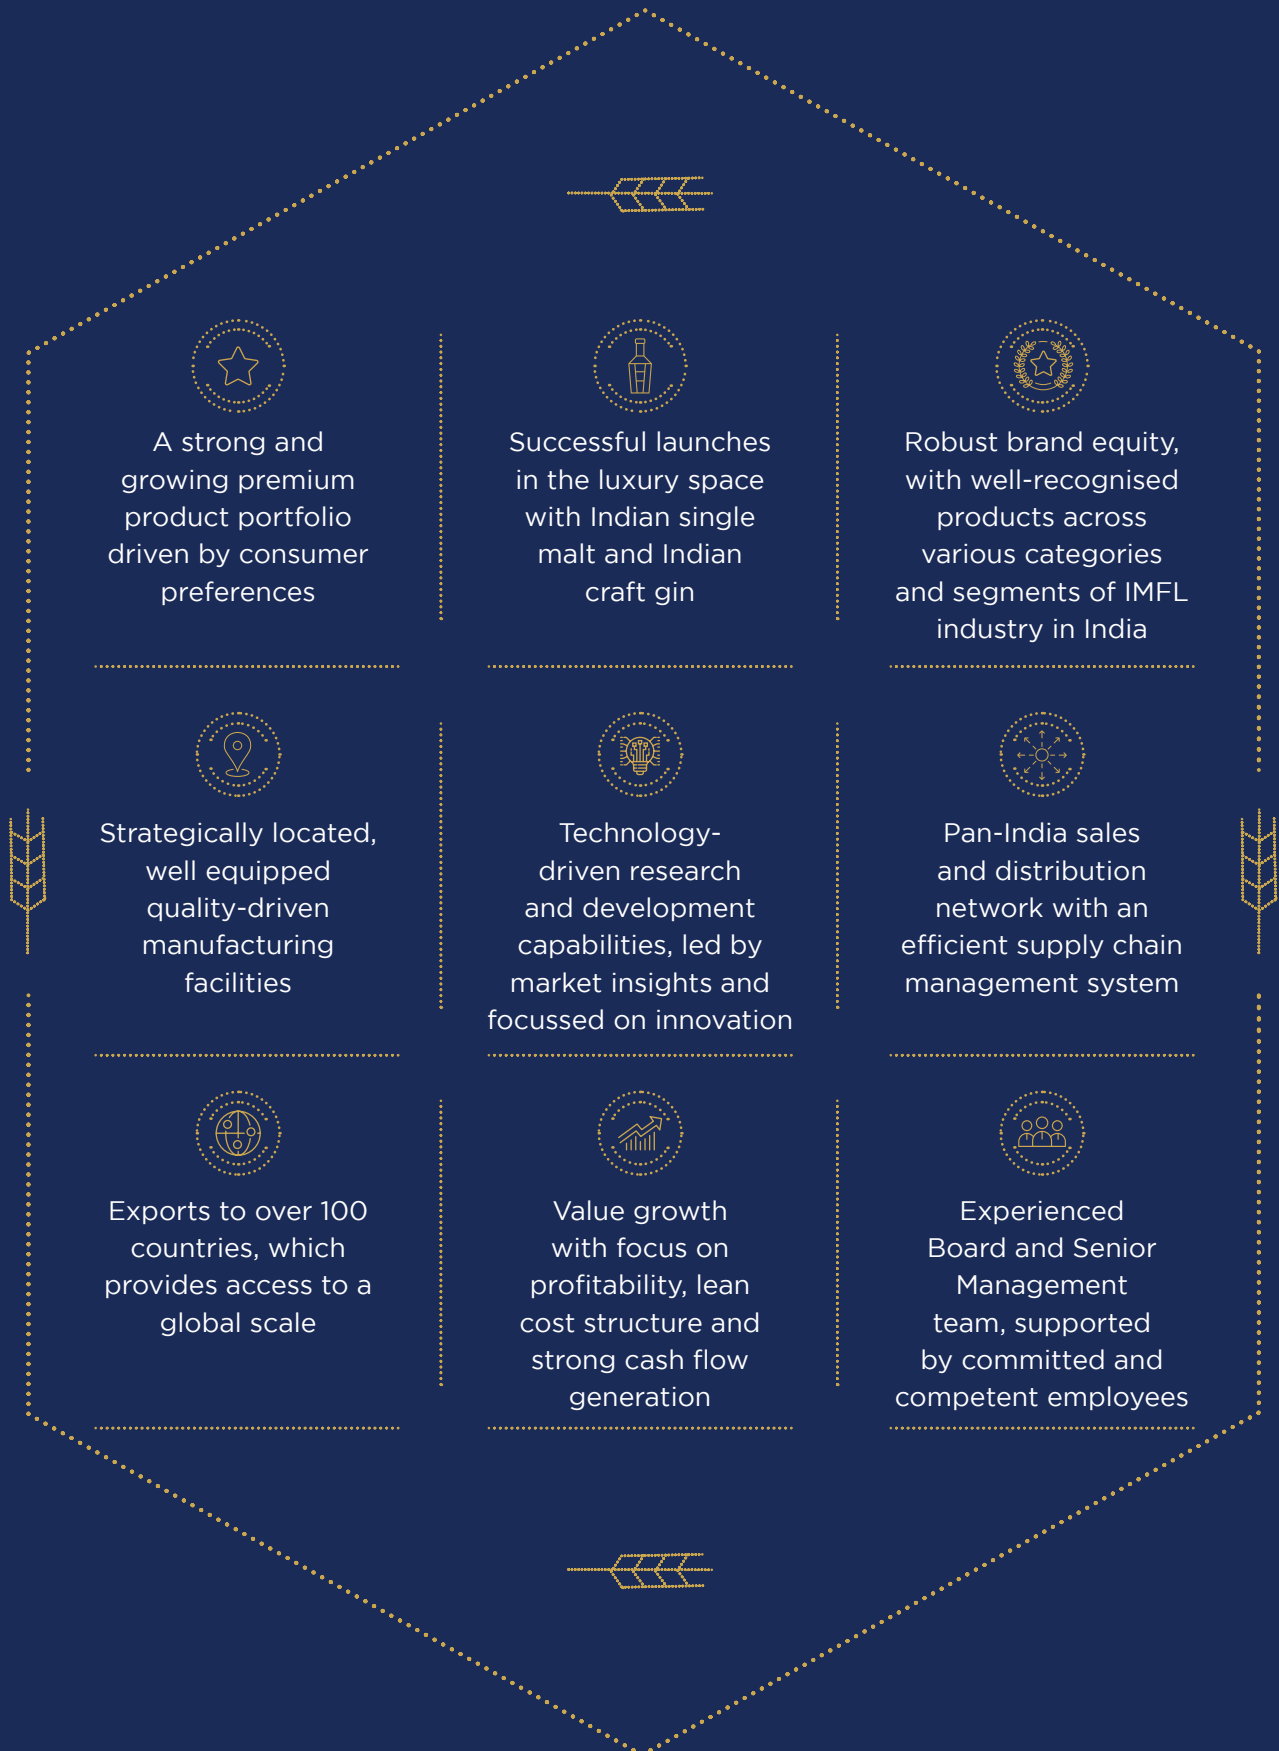 A strong and
growing premium
product portfolio
driven by consumer
preferences
Successful launches
in the luxury space
with Indian single
malt and Indian
craft gin
Robust brand equity,
with well-recognised
products across
various categories
and segments of IMFL
industry in India
Strategically located,
well equipped
quality-driven
manufacturing
facilities
Technology-
driven research
and development
capabilities, led by
market insights and
focussed on innovation
Pan-India sales
and distribution
network with an
efficient supply chain
management system
Exports to over 100
countries, which
provides access to a
global scale
Value growth
with focus on
profitability, lean
cost structure and
strong cash flow
generation
Experienced
Board and Senior
Management
team, supported
by committed and
competent employees